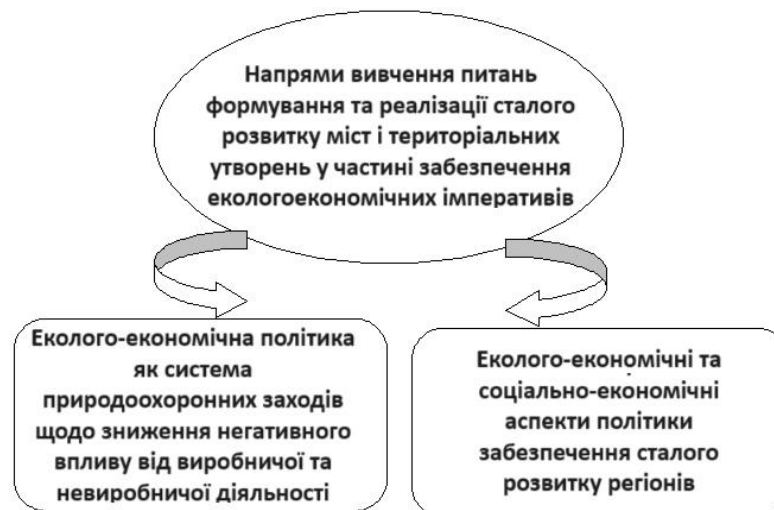 Напрями вивчення питань
формування та реалізації сталого
розвитку міст і територіальних
утворень у частині забезпечення
екологоекономічних імперативів
Еколого-економічна політика
як система
природоохоронних заходів
щодо зниження негативного
впливу від виробничої та
невиробничої діяльності
Еколого-економічні та
соціально-економічні
аспекти політики
забезпечення сталого
розвитку регіонів